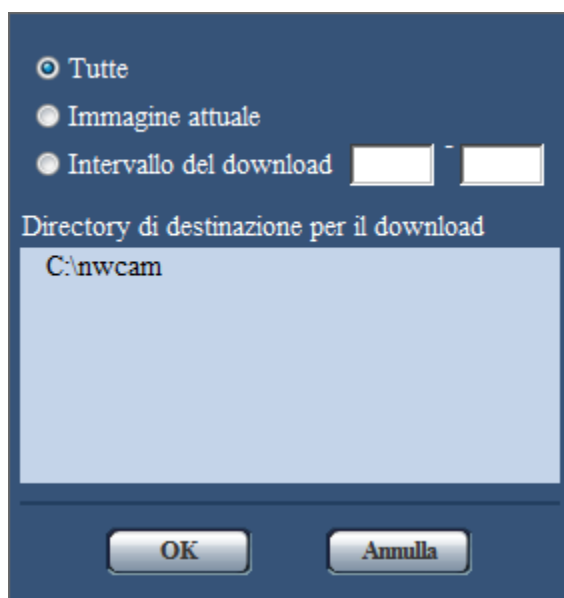 Tutte
Immagine attuale
Intervallo del download -
Directory di destinazione per il download
C:\nwcam
OK Annulla